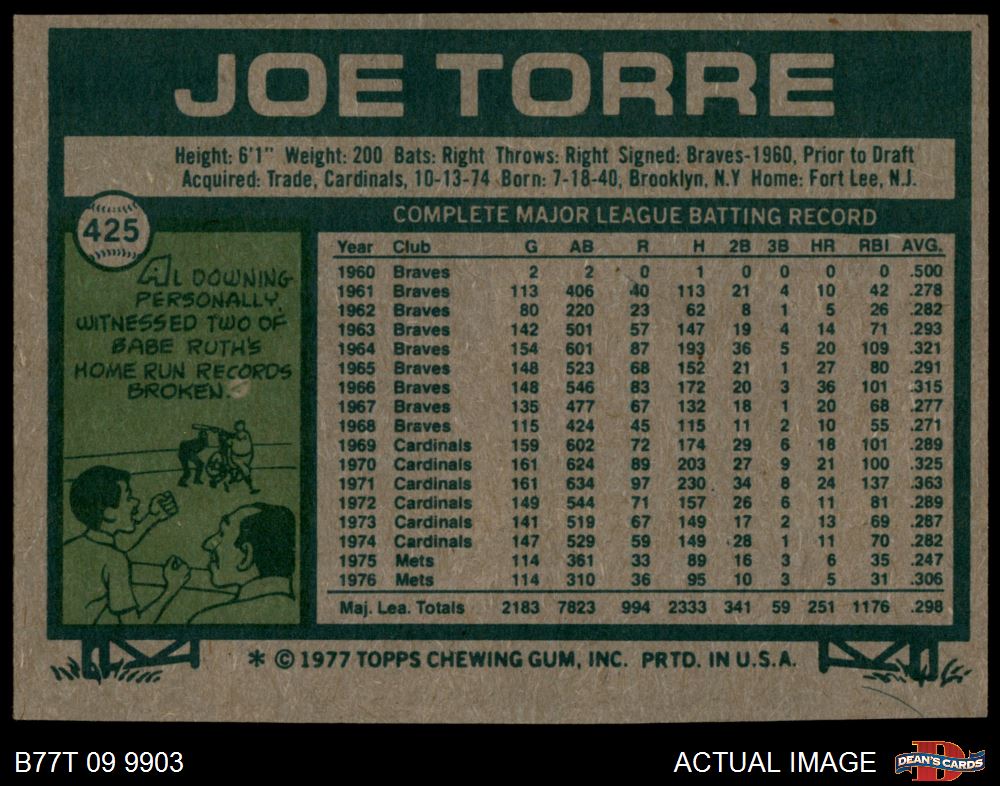 JOE TORRE
Height: 6'1" Weight: 200 Bats: Right Throws: Right Signed: Braves-1960, Prior to Draft
Acquired: Trade, Cardinals, 10-13-74 Born: 7-18-40, Brooklyn, N.Y Home: Fort Lee, N.J.
425
AL DOWNING
PERSONALLY
WITNESSED TWO OF
BABE RUTH'S
HOME RUN RECORDS
BROKEN.
COMPLETE MAJOR LEAGUE BATTING RECORD
Year Club G AB R H 2B 3B HR RBI AVG.
1960 Braves 2 2 0 1 0 0 0 0 .500
1961 Braves 113 406 40 113 21 4 10 42 .278
1962 Braves 80 220 23 62 8 1 5 26 .282
1963 Braves 142 501 57 147 19 4 14 71 .293
1964 Braves 154 601 87 193 36 5 20 109 .321
1965 Braves 148 523 68 152 21 1 27 80 .291
1966 Braves 148 546 83 172 20 3 36 101 .315
1967 Braves 135 477 67 132 18 1 20 68 .277
1968 Braves 115 424 45 115 11 2 10 55 .271
1969 Cardinals 159 602 72 174 29 6 18 101 .289
1970 Cardinals 161 624 89 203 27 9 21 100 .325
1971 Cardinals 161 634 97 230 34 8 24 137 .363
1972 Cardinals 149 544 71 157 26 6 11 81 .289
1973 Cardinals 141 519 67 149 17 2 13 69 .287
1974 Cardinals 147 529 59 149 28 1 11 70 .282
1975 Mets 114 361 33 89 16 3 6 35 .247
1976 Mets 114 310 36 95 10 3 5 31 .306
Maj. Lea. Totals 2183 7823 994 2333 341 59 251 1176 .298
* © 1977 TOPPS CHEWING GUM, INC. PRTD. IN U.S.A.
B77T 09 9903
ACTUAL IMAGE
D
DEAN'S CARDS